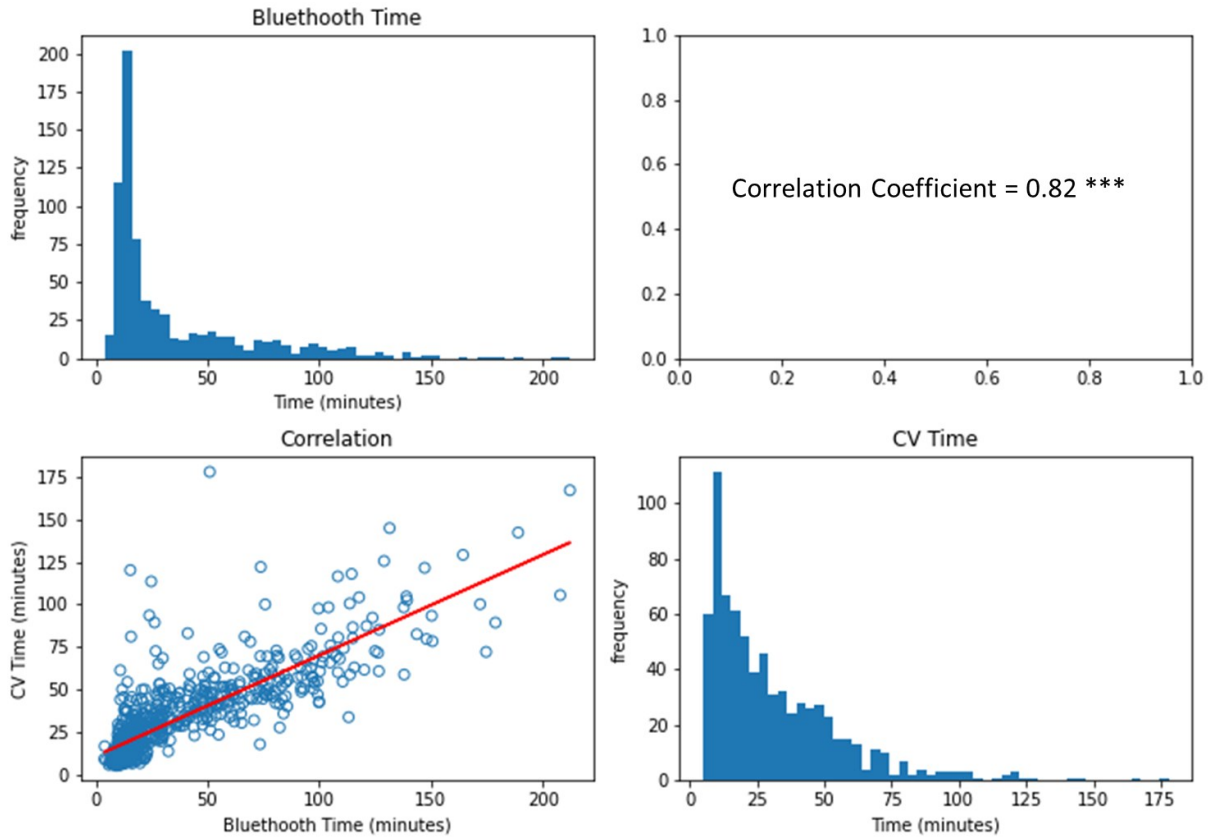 Bluethooth Time
200
175
150
125
100
75
50
25
0
frequency
0 50 100 150 200
Time (minutes)
1.0
0.8
0.6
0.4
0.2
0.0
Correlation Coefficient = 0.82 ***
0.0 0.2 0.4 0.6 0.8 1.0
Correlation
175
150
125
100
75
50
25
0
CV Time (minutes)
0 50 100 150 200
Bluethooth Time (minutes)
CV Time
100
80
60
40
20
0
frequency
0 25 50 75 100 125 150 175
Time (minutes)